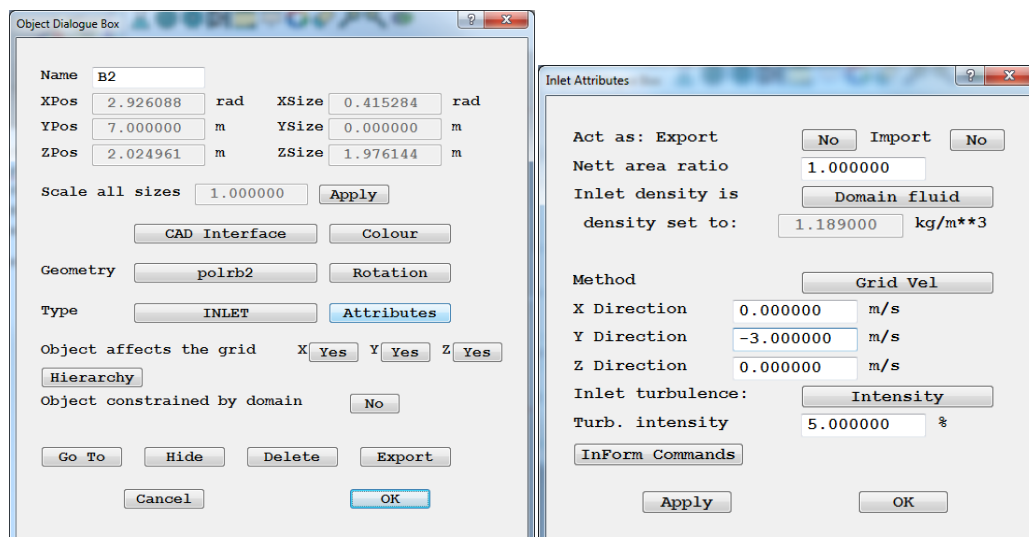 Object Dialogue Box
Name B2
XPos 2.926088 rad XSize 0.415284 rad
YPos 7.000000 m YSize 0.000000 m
ZPos 2.024961 m ZSize 1.976144 m
Scale all sizes 1.000000 Apply
CAD Interface Colour
Geometry polrb2 Rotation
Type INLET Attributes
Object affects the grid X Yes Y Yes Z Yes
Hierarchy
Object constrained by domain No
Go To Hide Delete Export
Cancel OK
Inlet Attributes
Act as: Export No Import No
Nett area ratio 1.000000
Inlet density is Domain fluid
density set to: 1.189000 kg/m**3
Method Grid Vel
X Direction 0.000000 m/s
Y Direction -3.000000 m/s
Z Direction 0.000000 m/s
Inlet turbulence: Intensity
Turb. intensity 5.000000 %
InForm Commands
Apply OK